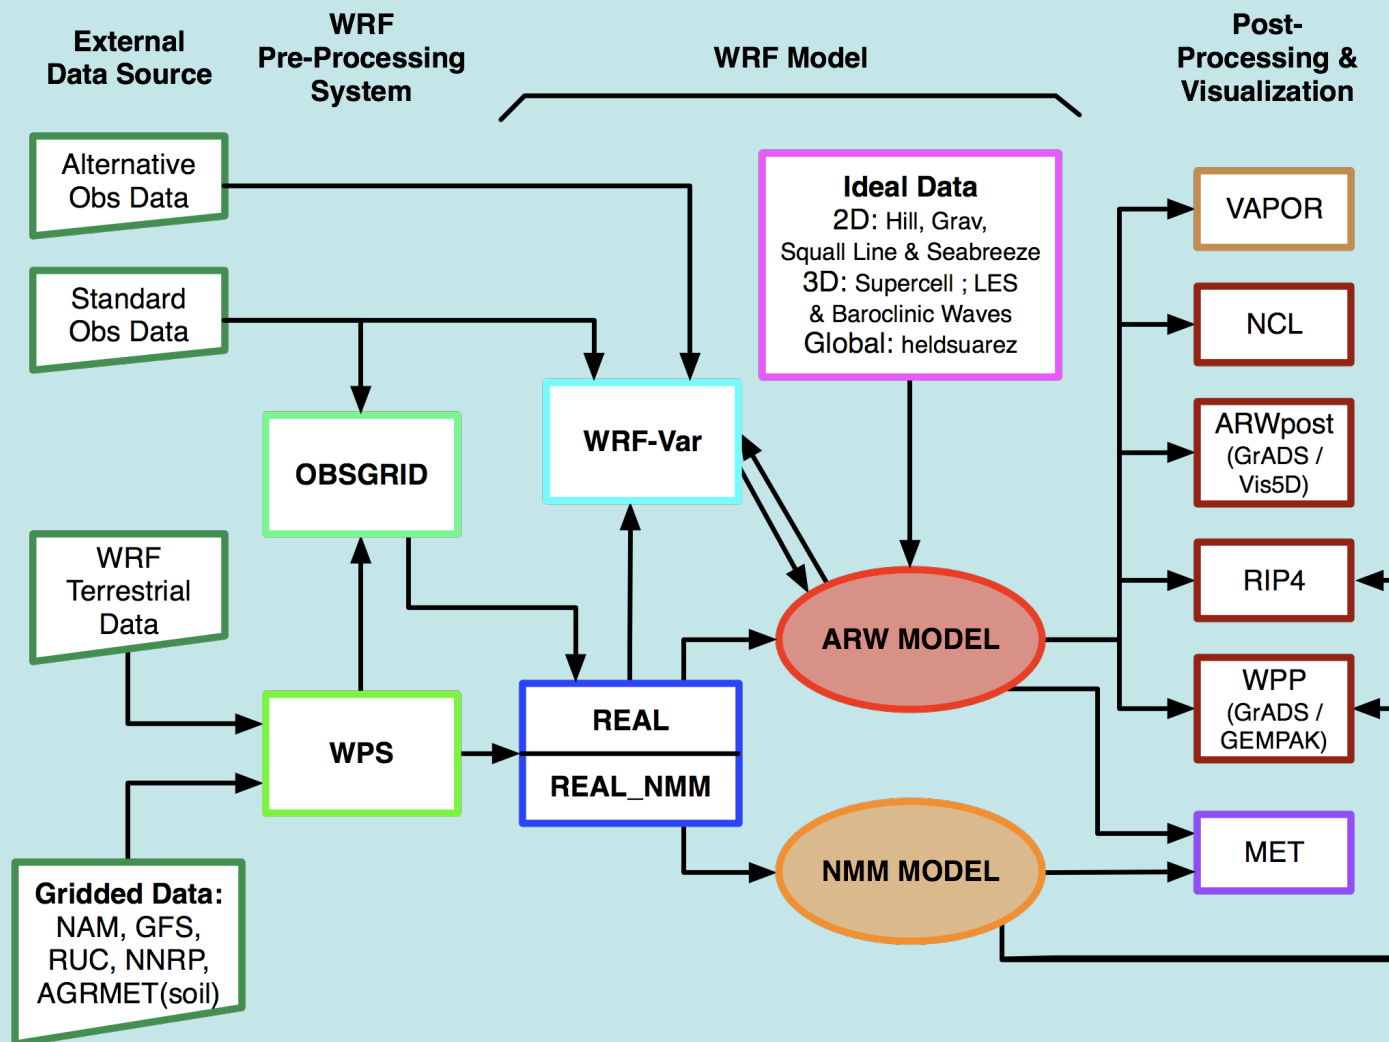 External
Data Source
WRF
Pre-Processing
System
WRF Model
Post-
Processing &
Visualization
Alternative
Obs Data
Standard
Obs Data
WRF
Terrestrial
Data
Gridded Data:
NAM, GFS,
RUC, NNRP,
AGRMET(soil)
OBSGRID
WPS
WRF-Var
REAL
REAL_NMM
Ideal Data
2D: Hill, Grav,
Squall Line & Seabreeze
3D: Supercell ; LES
& Baroclinic Waves
Global: heldsuarez
ARW MODEL
NMM MODEL
VAPOR
NCL
ARWpost
(GrADS /
Vis5D)
RIP4
WPP
(GrADS /
GEMPAK)
MET